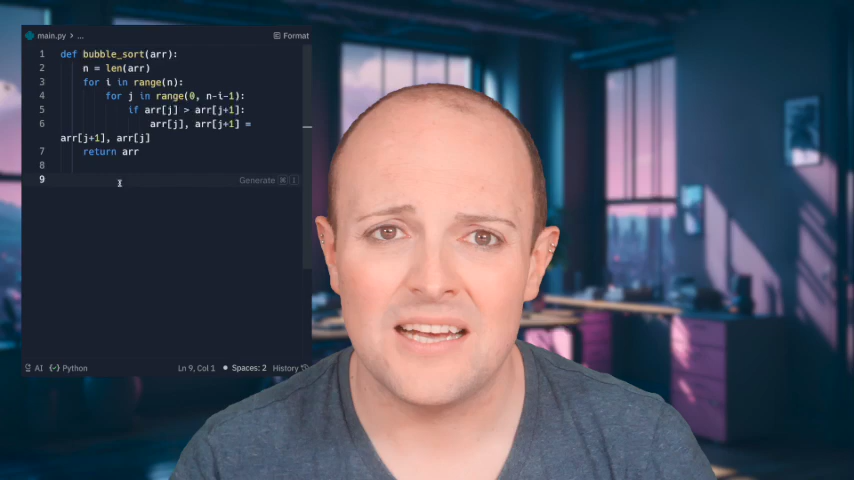 main.py > ...
Format
1 def bubble_sort(arr):
2 n = len(arr)
3 for i in range(n):
4 for j in range(0, n-i-1):
5 if arr[j] > arr[j+1]:
6 arr[j], arr[j+1] =
arr[j+1], arr[j]
7 return arr
8
9 Generate ⌘ I
AI {✓} Python Ln 9, Col 1 Spaces: 2 History